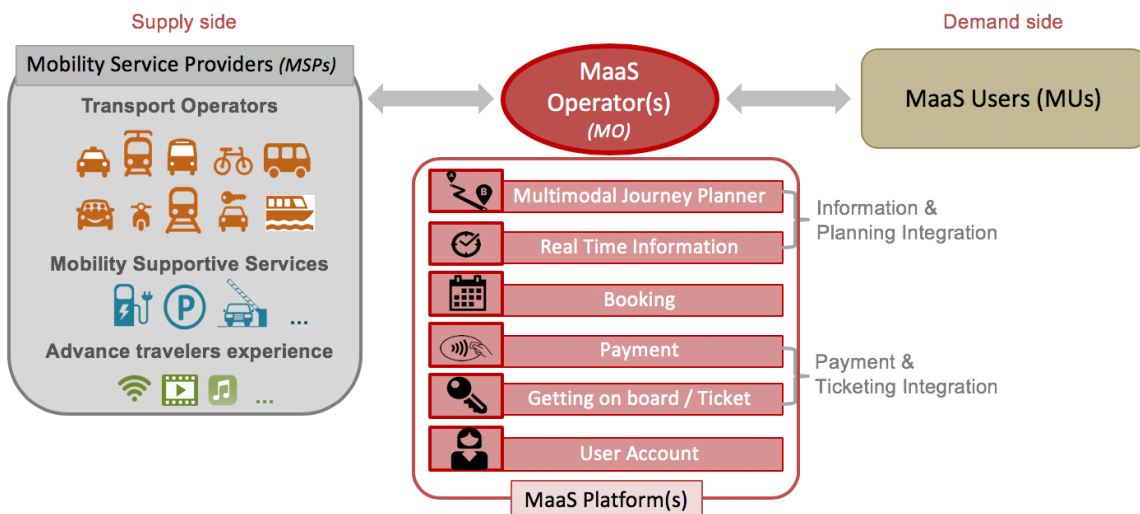 Supply side
Demand side
Mobility Service Providers (MSPs)
Transport Operators
Mobility Supportive Services
P
...
Advance travelers experience
...
MaaS
Operator(s)
(MO)
MaaS Users (MUs)
A
B
Multimodal Journey Planner
Real Time Information
Booking
Payment
Getting on board / Ticket
User Account
MaaS Platform(s)
Information &
Planning Integration
Payment &
Ticketing Integration